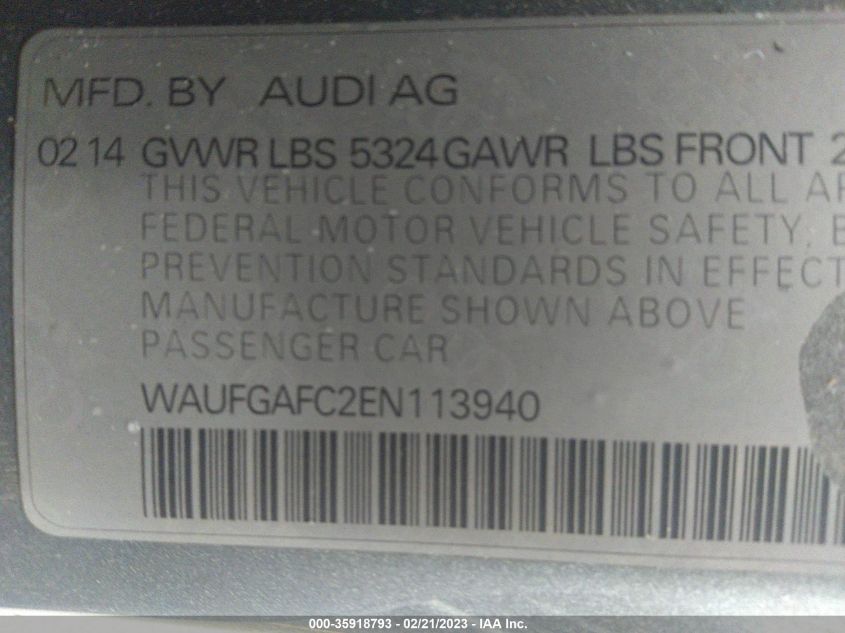 MFD. BY AUDI AG
02 14 GVWR LBS 5324 GAWR LBS FRONT 2
THIS VEHICLE CONFORMS TO ALL AP
FEDERAL MOTOR VEHICLE SAFETY,
PREVENTION STANDARDS IN EFFECT
MANUFACTURE SHOWN ABOVE
PASSENGER CAR
WAUFGAFC2EN113940
000-35918793 - 02/21/2023 - IAA Inc.